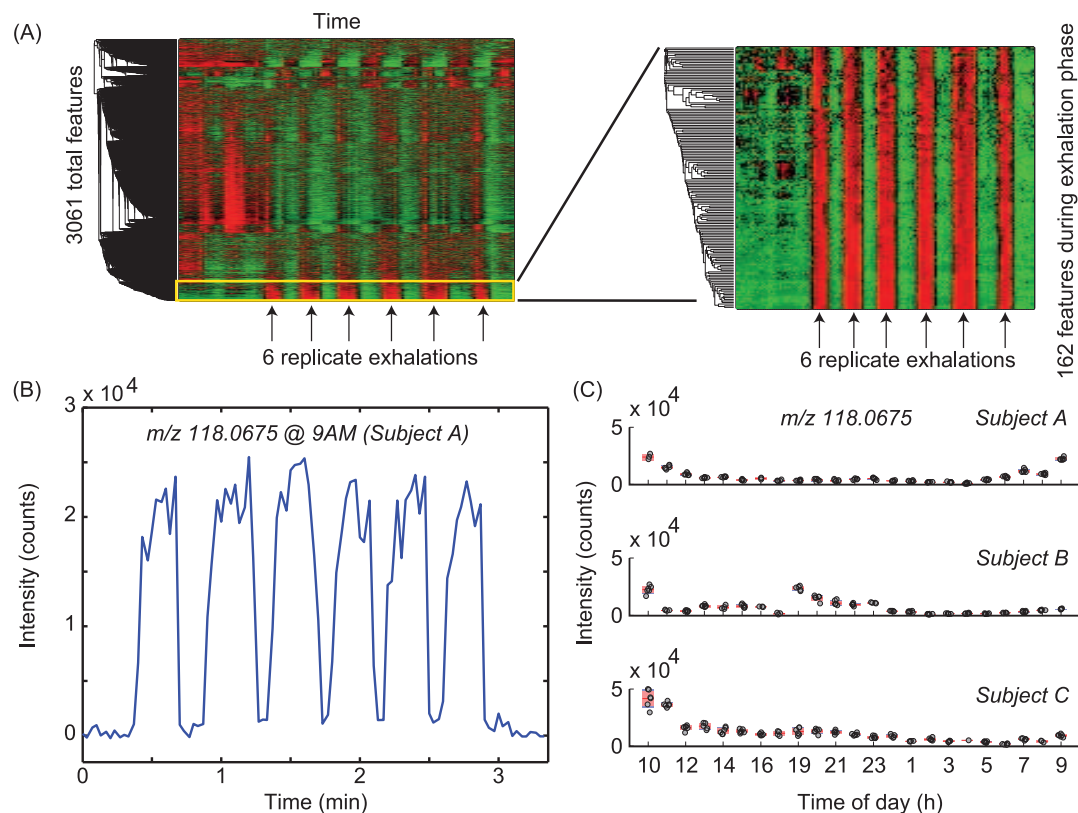 (A)
Time
3061 total features
6 replicate exhalations
6 replicate exhalations
162 features during exhalation phase
(B)
x 10^4
m/z 118.0675 @ 9AM (Subject A)
Intensity (counts)
3
2
1
0
0 1 2 3
Time (min)
(C)
x 10^4
m/z 118.0675
Subject A
5
0
x 10^4
Subject B
5
0
Intensity (counts)
x 10^4
Subject C
5
0
10 12 14 16 19 21 23 1 3 5 7 9
Time of day (h)